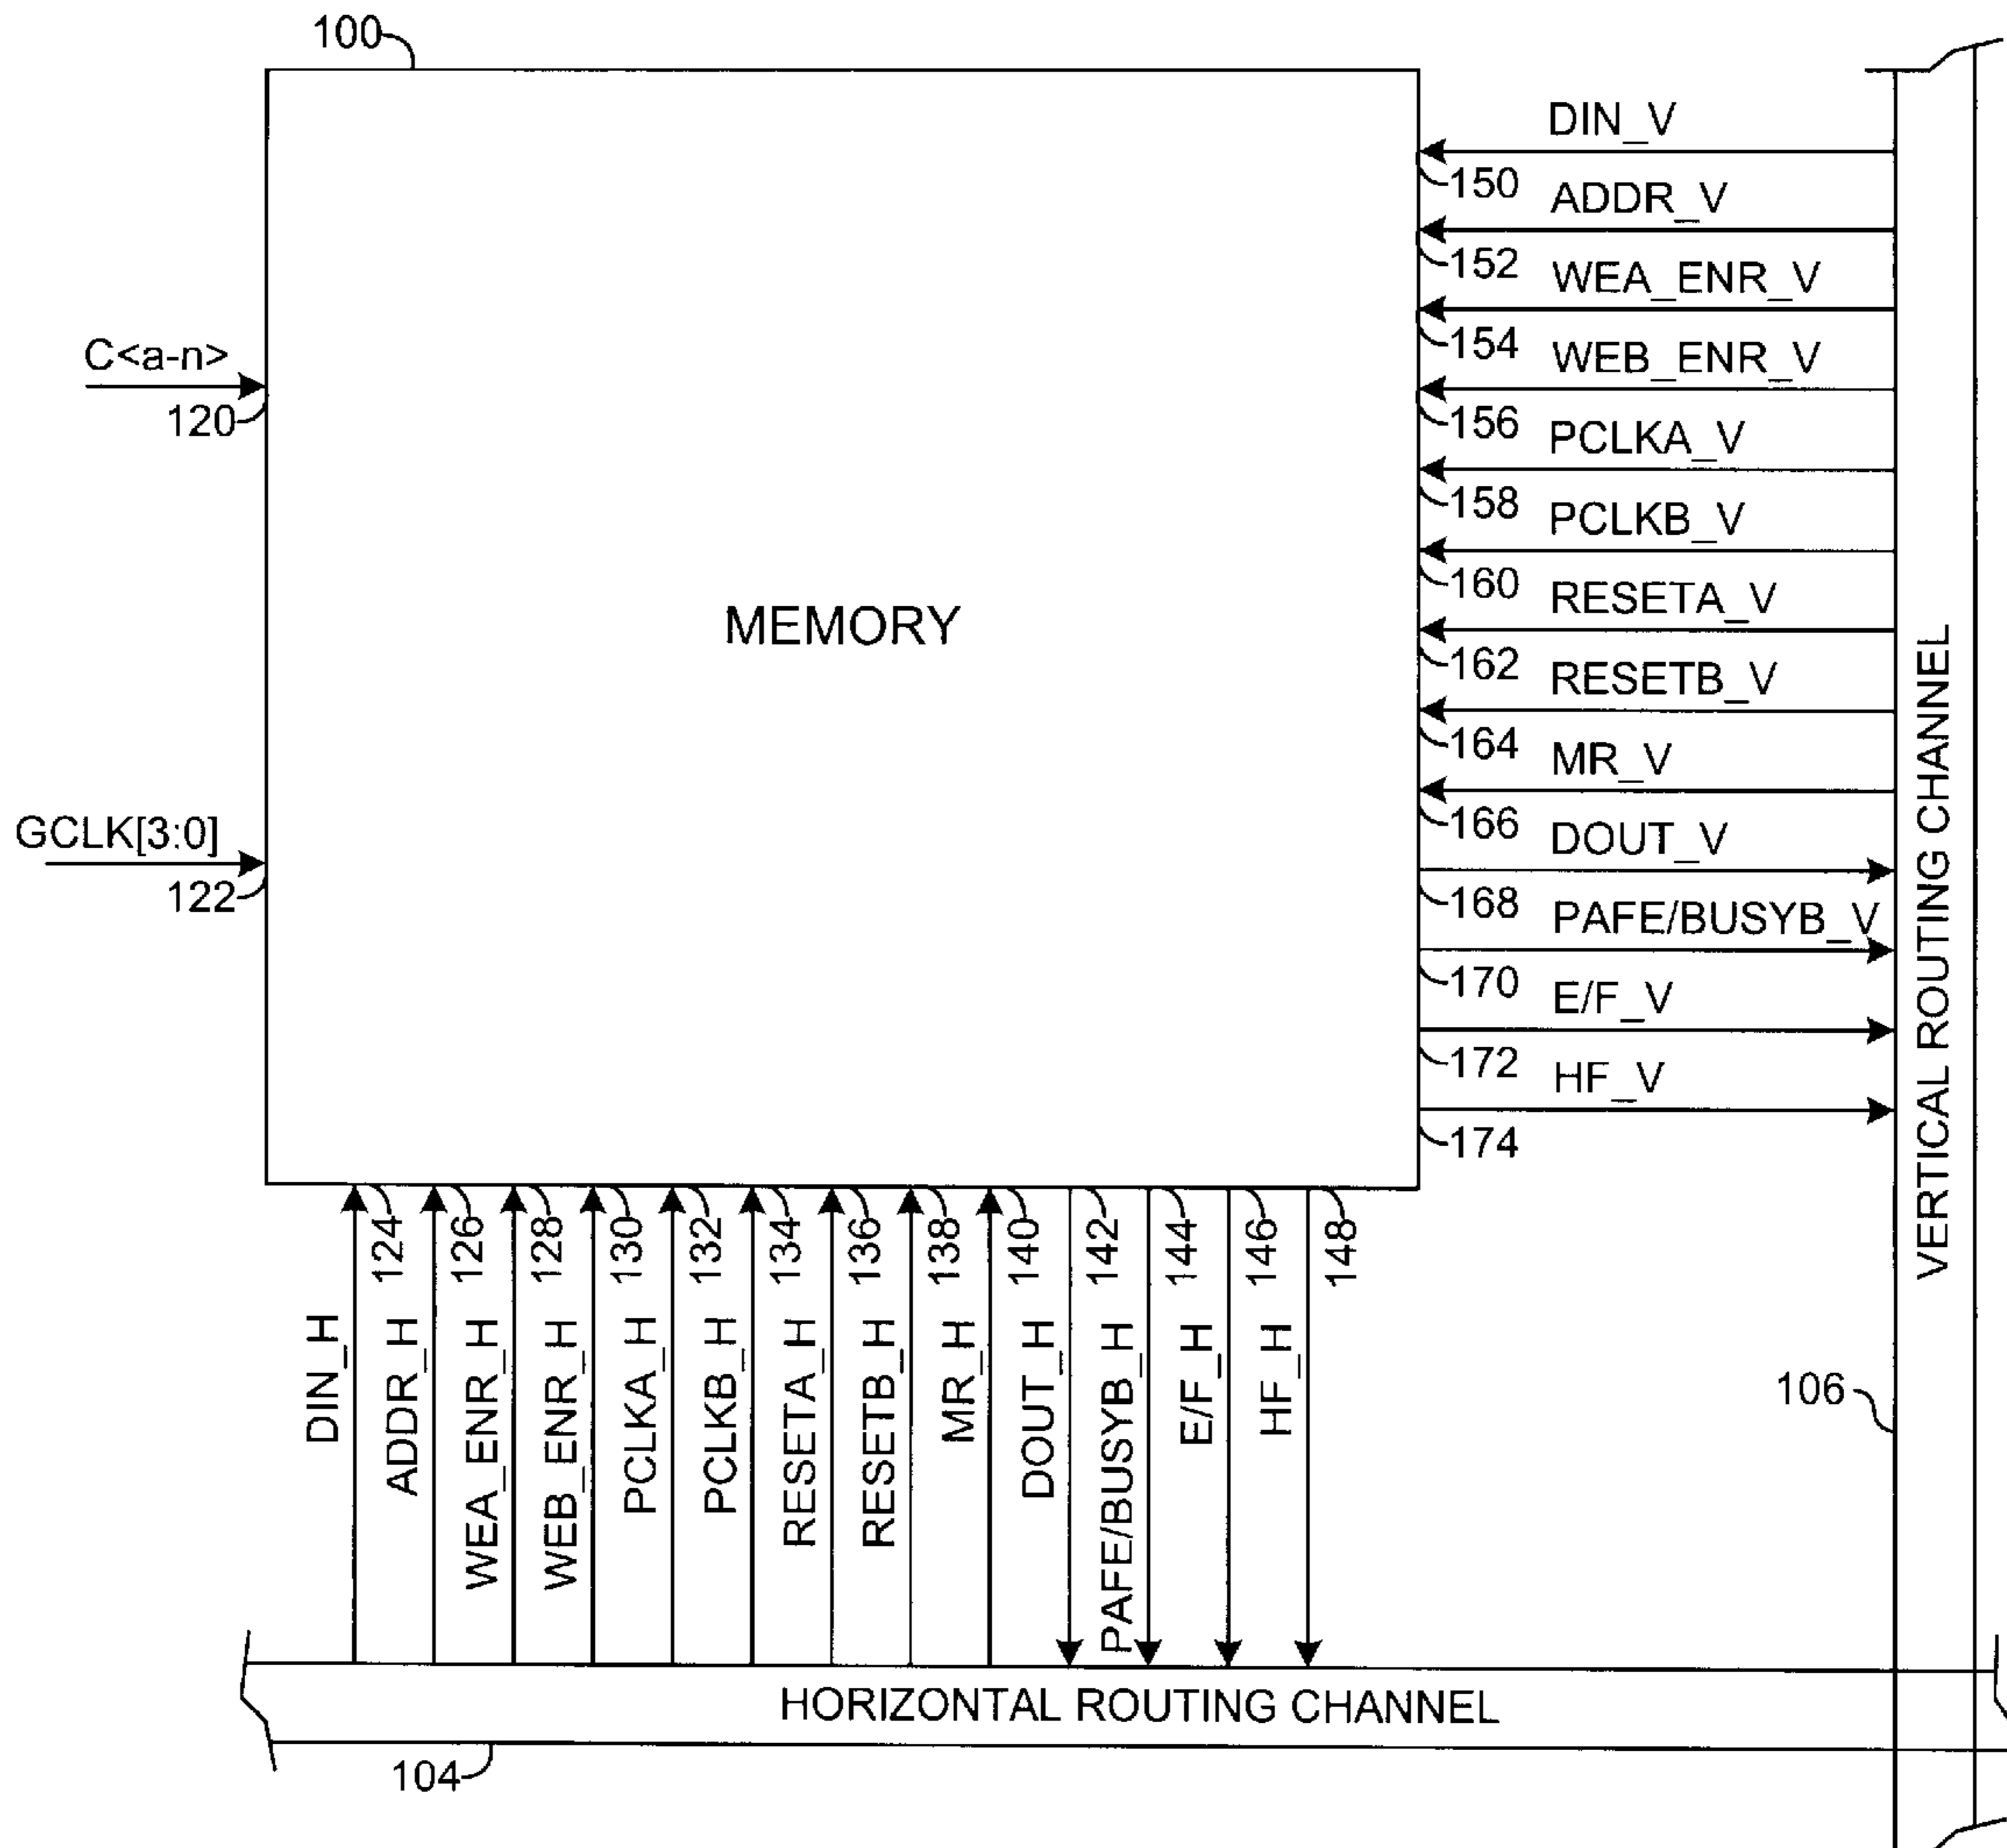 100
DIN_V
150
ADDR_V
152
WEA_ENR_V
154
WEB_ENR_V
C<a-n>
120
156
PCLKA_V
158
PCLKB_V
160
RESETA_V
MEMORY
162
RESETB_V
164
MR_V
166
DOUT_V
GCLK[3:0]
122
168
PAFE/BUSYB_V
170
E/F_V
172
HF_V
174
VERTICAL ROUTING CHANNEL
124
126
128
130
132
134
136
138
140
142
144
146
148
DIN_H
ADDR_H
WEA_ENR_H
WEB_ENR_H
PCLKA_H
PCLKB_H
RESETA_H
RESETB_H
MR_H
DOUT_H
PAFE/BUSYB_H
E/F_H
HF_H
106
HORIZONTAL ROUTING CHANNEL
104